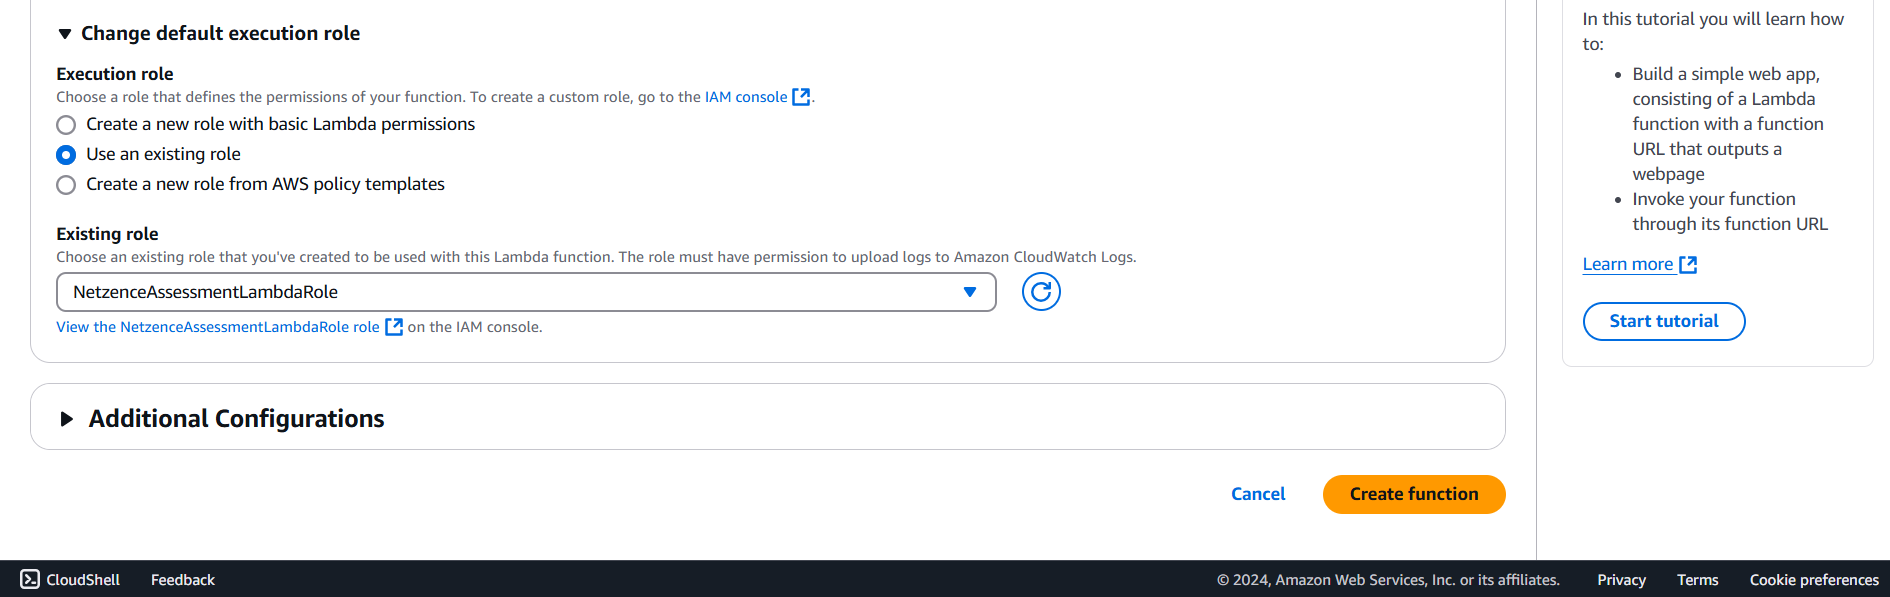 Change default execution role
Execution role
Choose a role that defines the permissions of your function. To create a custom role, go to the IAM console.
Create a new role with basic Lambda permissions
Use an existing role
Create a new role from AWS policy templates
Existing role
Choose an existing role that you've created to be used with this Lambda function. The role must have permission to upload logs to Amazon CloudWatch Logs.
NetzenceAssessmentLambdaRole
View the NetzenceAssessmentLambdaRole role on the IAM console.
Additional Configurations
Cancel
Create function
In this tutorial you will learn how
to:
• Build a simple web app,
consisting of a Lambda
function with a function
URL that outputs a
webpage
• Invoke your function
through its function URL
Learn more
Start tutorial
CloudShell
Feedback
© 2024, Amazon Web Services, Inc. or its affiliates.
Privacy
Terms
Cookie preferences